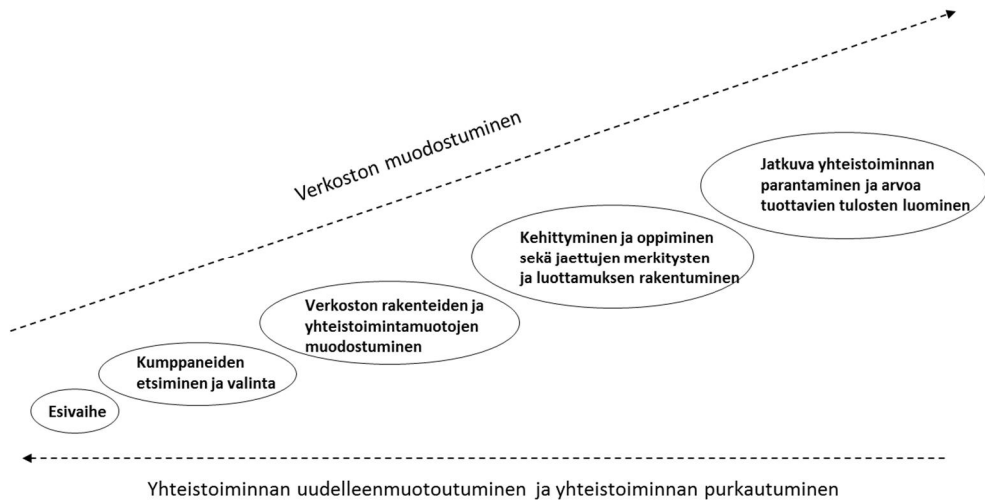 Verkoston muodostuminen
Jatkuva yhteistoiminnan
parantaminen ja arvoa
tuottavien tulosten luominen
Kehittyminen ja oppiminen
sekä jaettujen merkitysten
ja luottamuksen rakentuminen
Verkoston rakenteiden ja
yhteistoimintamuotojen
muodostuminen
Kumppaneiden
etsiminen ja valinta
Esivaihe
Yhteistoiminnan uudelleenmuotoutuminen ja yhteistoiminnan purkautuminen